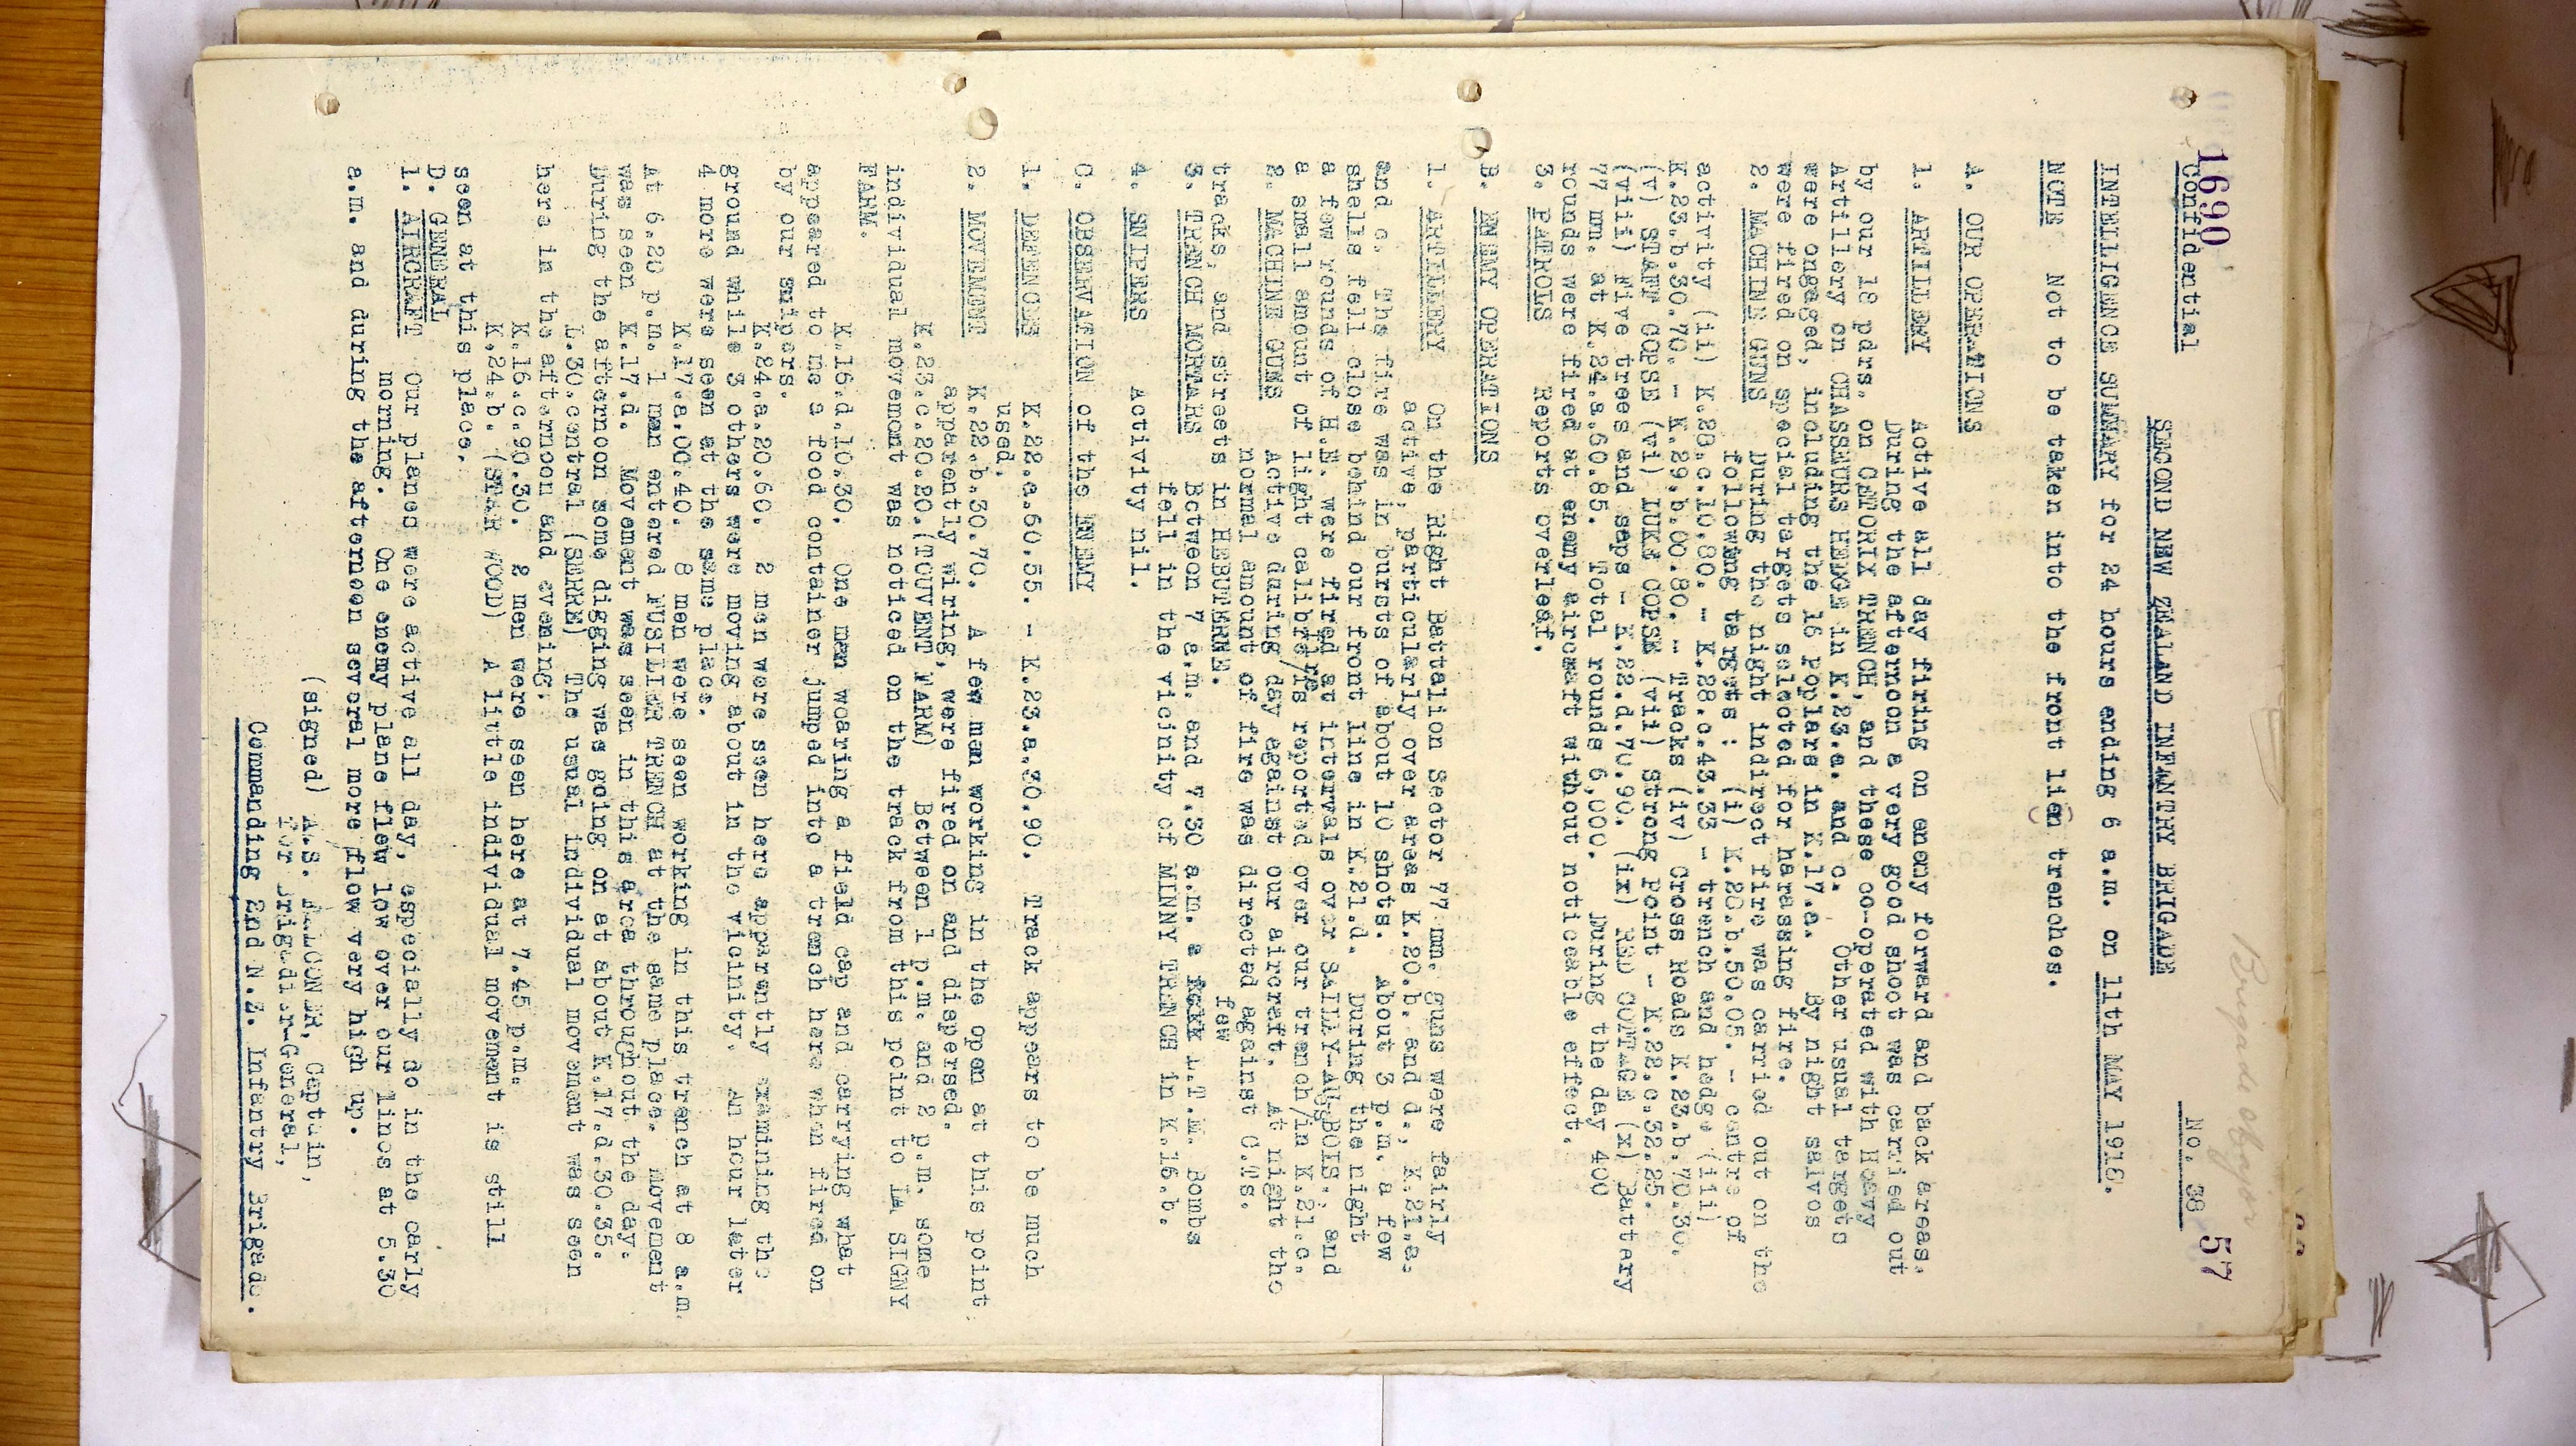 1690
Confidential
No. 38
57
Brigade Major
SECOND NEW ZEALAND INFANTRY BRIGADE
INTELLIGENCE SUMMARY for 24 hours ending 6 a.m. on 11th MAY 1918.
NOTE Not to be taken into the front lien trenches.
A. OUR OPERATIONS
1. ARTILLERY Active all day firing on enemy forward and back areas.
During the afternoon a very good shoot was carried out
by our 18 pdrs. on CEMORIX TRENCH, and these co-operated with Heavy
Artillery on CHASSEURS HEDGE in K.23.a. and c. Other usual targets
were engaged, including the 16 Poplars in K.17.c. By night salvos
were fired on special targets selected for harassing fire.
2. MACHINE GUNS During the night indirect fire was carried out on the
following targets : (i) K.28.b.50.05. - centre of
activity (ii) K.28.c.10.80. - K.28.c.43.33 - trench and hedge (iii)
K.23.b.30.70. - K.29.b.00.80. - Tracks (iv) Cross Roads K.23.b.70.30.
(v) STAFF COPSE (vi) LUKE COPSE (vii) Strong Point - K.22.c.32.25.
(viii) Five trees and saps - K.22.d.70.90. (ix) RED COTTAGE (x) Battery
77 mm. at K.24.a.60.85. Total rounds 6,000. During the day 400
rounds were fired at enemy aircraft without noticeable effect.
3. PATROLS Reports overleaf.
B. ENEMY OPERATIONS
1. ARTILLERY On the Right Battalion Sector 77 mm. guns were fairly
active, particularly over areas K.20.b. and d., K.21.a.
and c. The fire was in bursts of about 10 shots. About 3 p.m. a few
shells fell close behind our front line in K.21.d. During the night
a few rounds of H.E. were fired at intervals over SAILLY-AU-BOIS, and
a small amount of light calibre is reported over our trench line in K.21.c.
2. MACHINE GUNS Active during day against our aircraft. At night the
normal amount of fire was directed against C.Ts.
tracks, and streets in HEBUTERNE.
few
3. TRENCH MORTARS Between 7 a.m. and 7.30 a.m. a L.T.M. Bombs
fell in the vicinity of MINNY TRENCH in K.16.b.
4. SNIPERS Activity nil.
C. OBSERVATION of the ENEMY
1. DEFENCES K.22.a.60.55. - K.23.a.30.90. Track appears to be much
used.
2. MOVEMENT K.22.b.30.70. A few men working in the open at this point
apparently wiring, were fired on and dispersed.
K.23.c.20.20.(TOUVENT FARM) Between 1 p.m. and 2 p.m. some
individual movement was noticed on the track from this point to LA SIGNY
FARM.
K.16.d.10.30. One man wearing a field cap and carrying what
appeared to be a food container jumped into a trench here when fired on
by our snipers.
K.24.a.20.60. 2 men were seen here apparently examining the
ground while 3 others were moving about in the vicinity. An hour later
4 more were seen at the same place.
K.17.a.00.40. 8 men were seen working in this trench at 8 a.m.
At 6.20 p.m. 1 man entered FUSILIER TRENCH at the same place. Movement
was seen K.17.d. Movement was seen in this area throughout the day.
During the afternoon some digging was going on at about K.17.d.30.35.
L.30.central (SERRE) The usual individual movement was seen
here in the afternoon and evening.
K.16.c.90.30. 2 men were seen here at 7.45 p.m.
K.24.b. (STAR WOOD) A little individual movement is still
seen at this place.
D. GENERAL
1. AIRCRAFT Our planes were active all day, especially so in the early
morning. One enemy plane flew low over our lines at 5.30
a.m. and during the afternoon several more flew very high up.
(signed) A.S. FALCONER, Captain,
for Brigadier-General,
Commanding 2nd N.Z. Infantry Brigade.